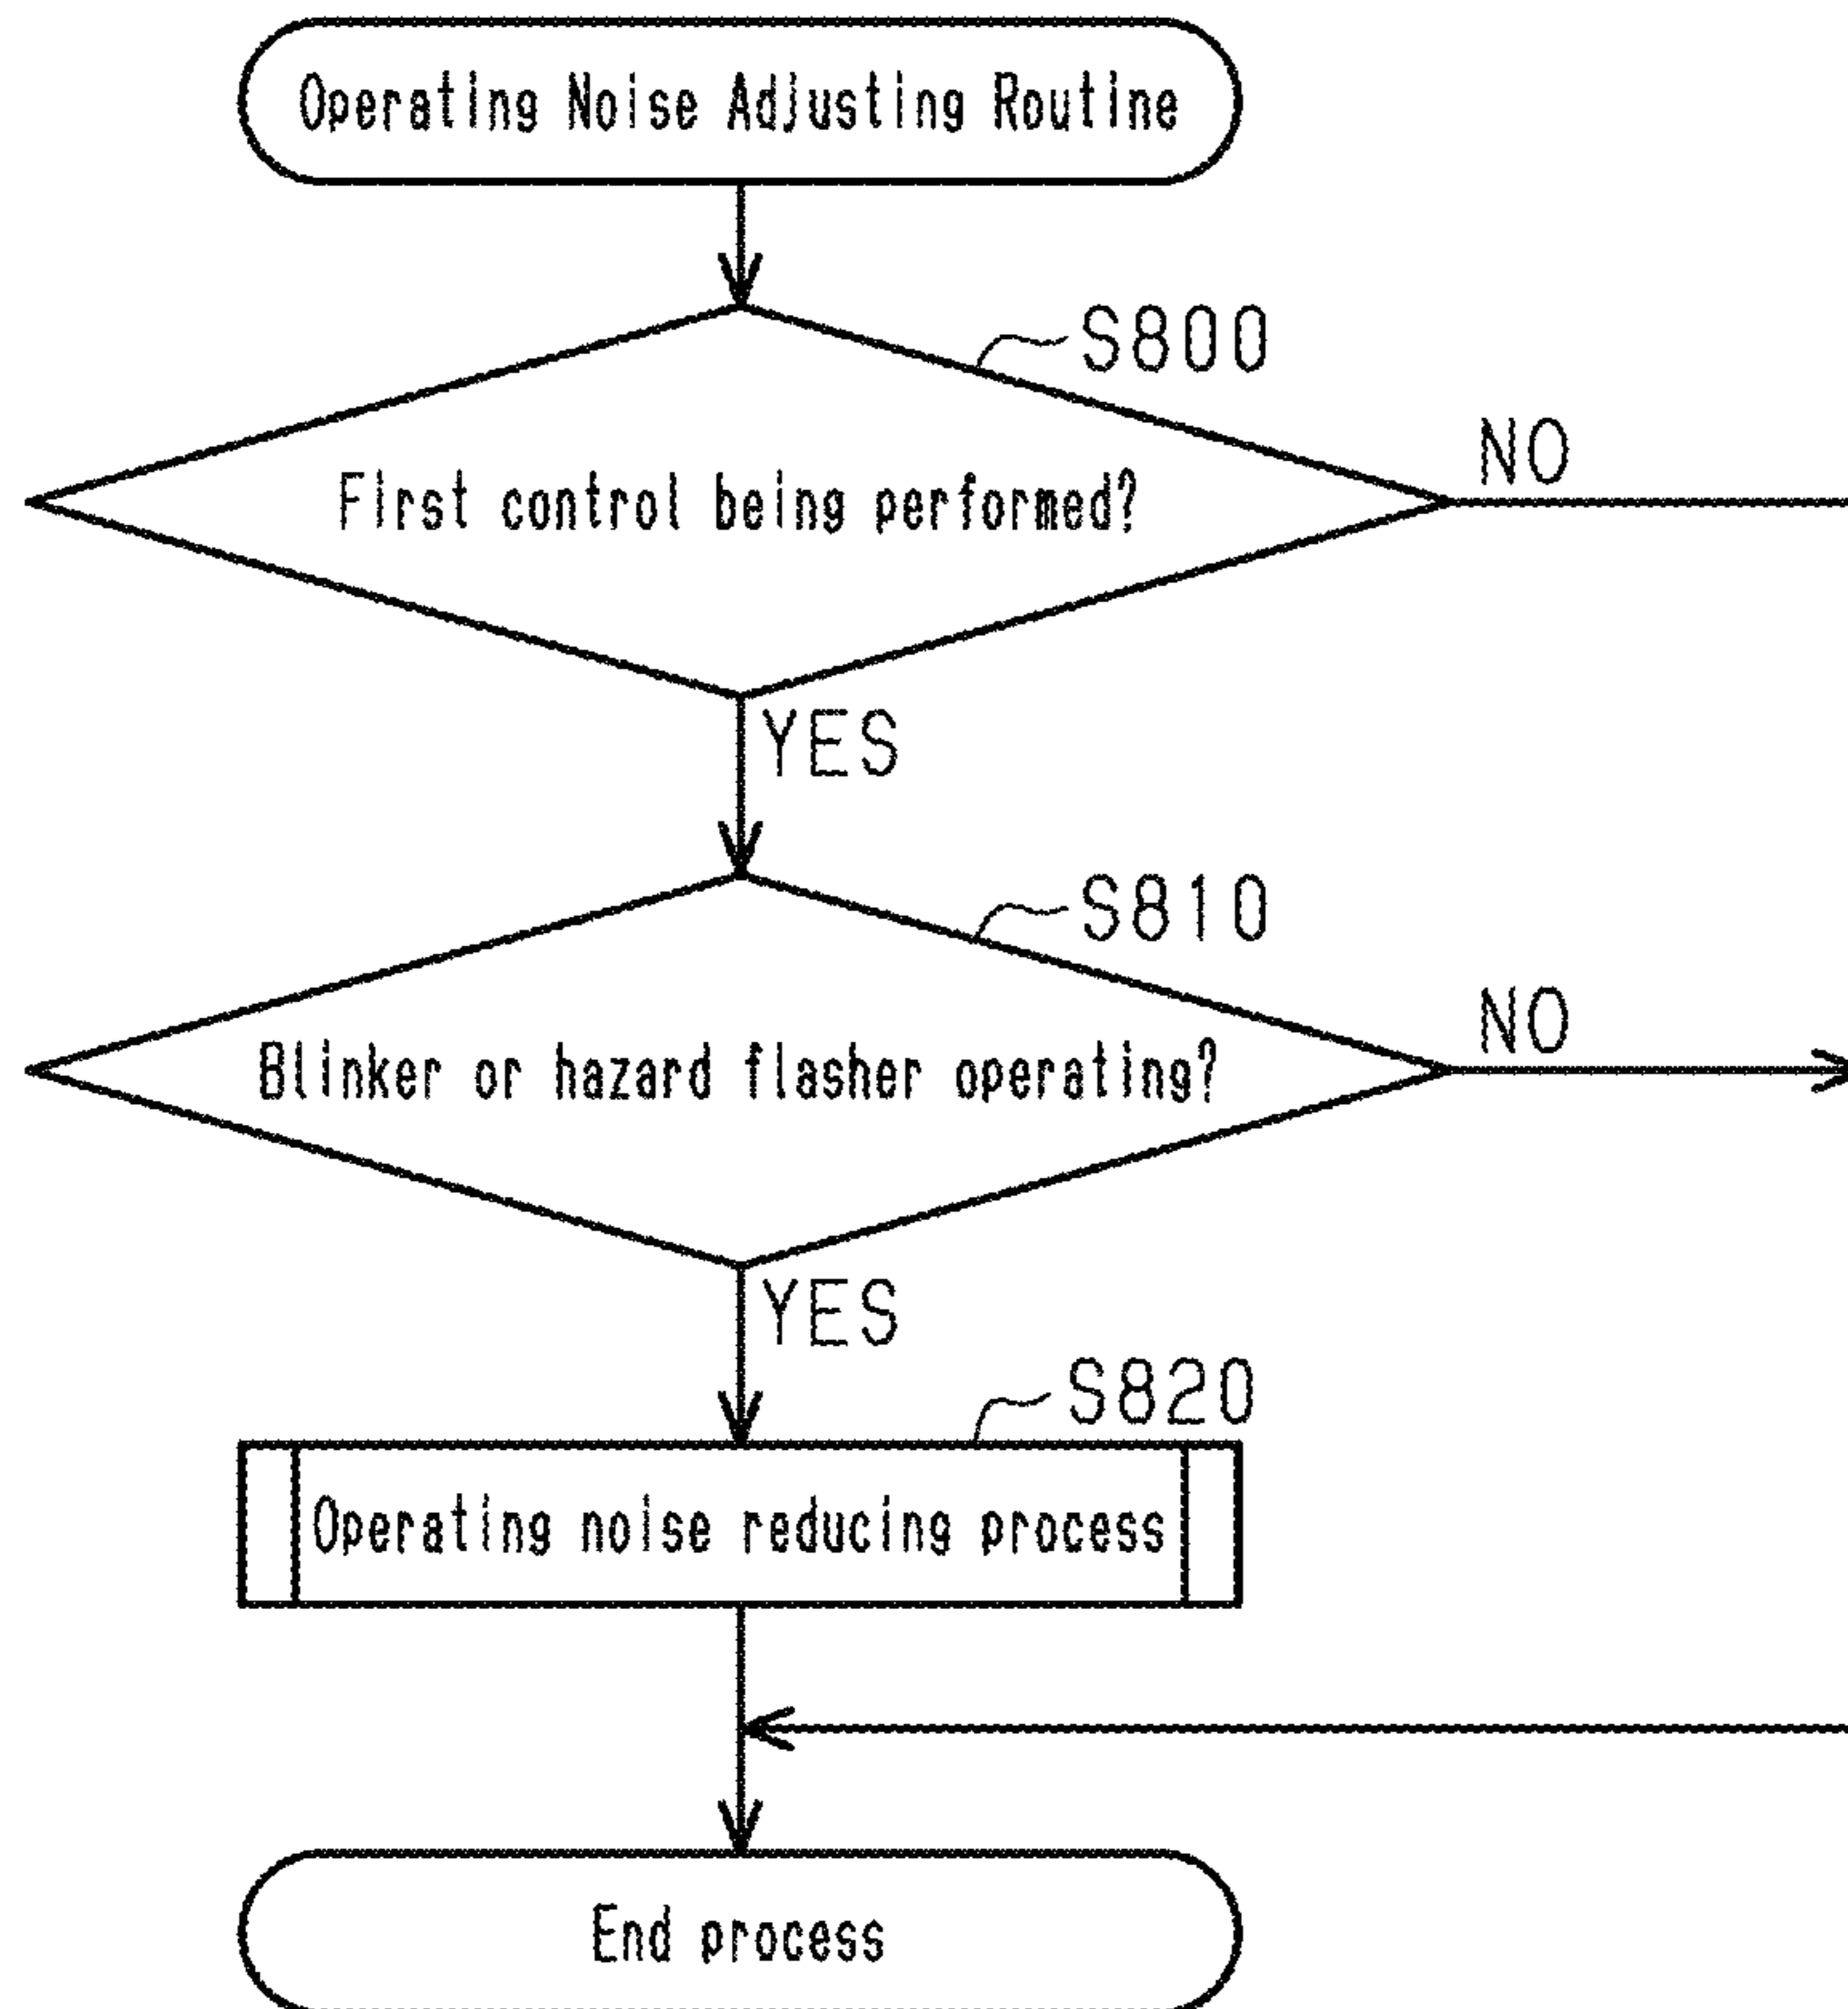 Operating Noise Adjusting Routine
S800
First control being performed?
NO
YES
S810
Blinker or hazard flasher operating?
NO
YES
S820
Operating noise reducing process
End process